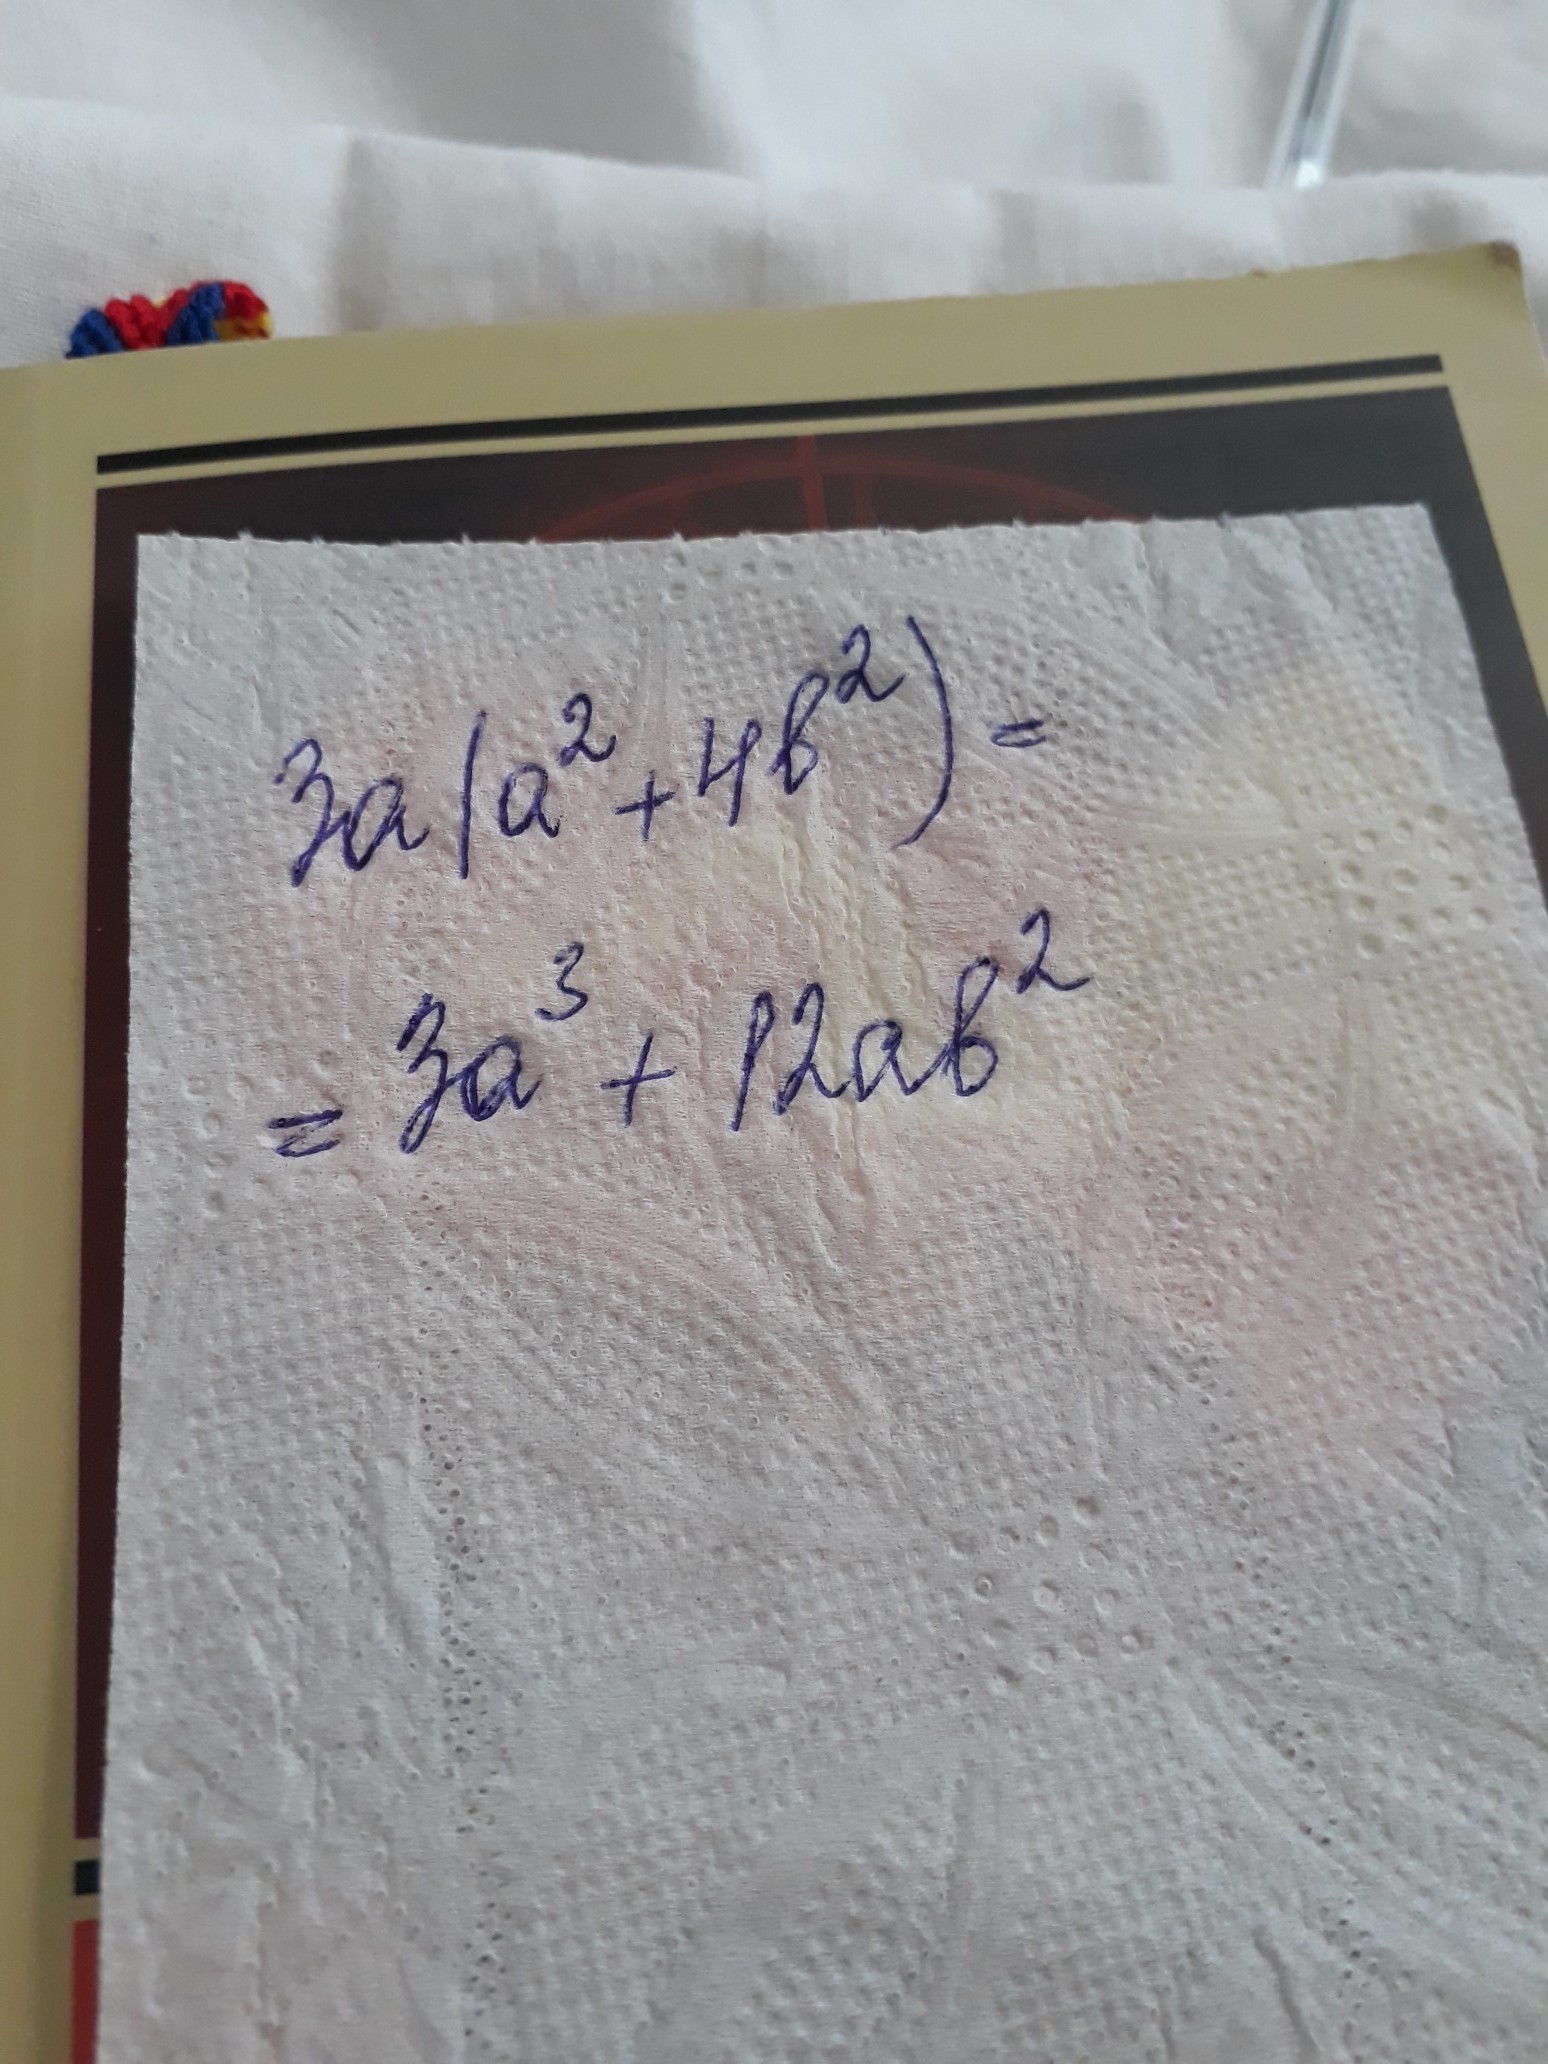 3a(a²+4b²)=
=3a³+12ab²